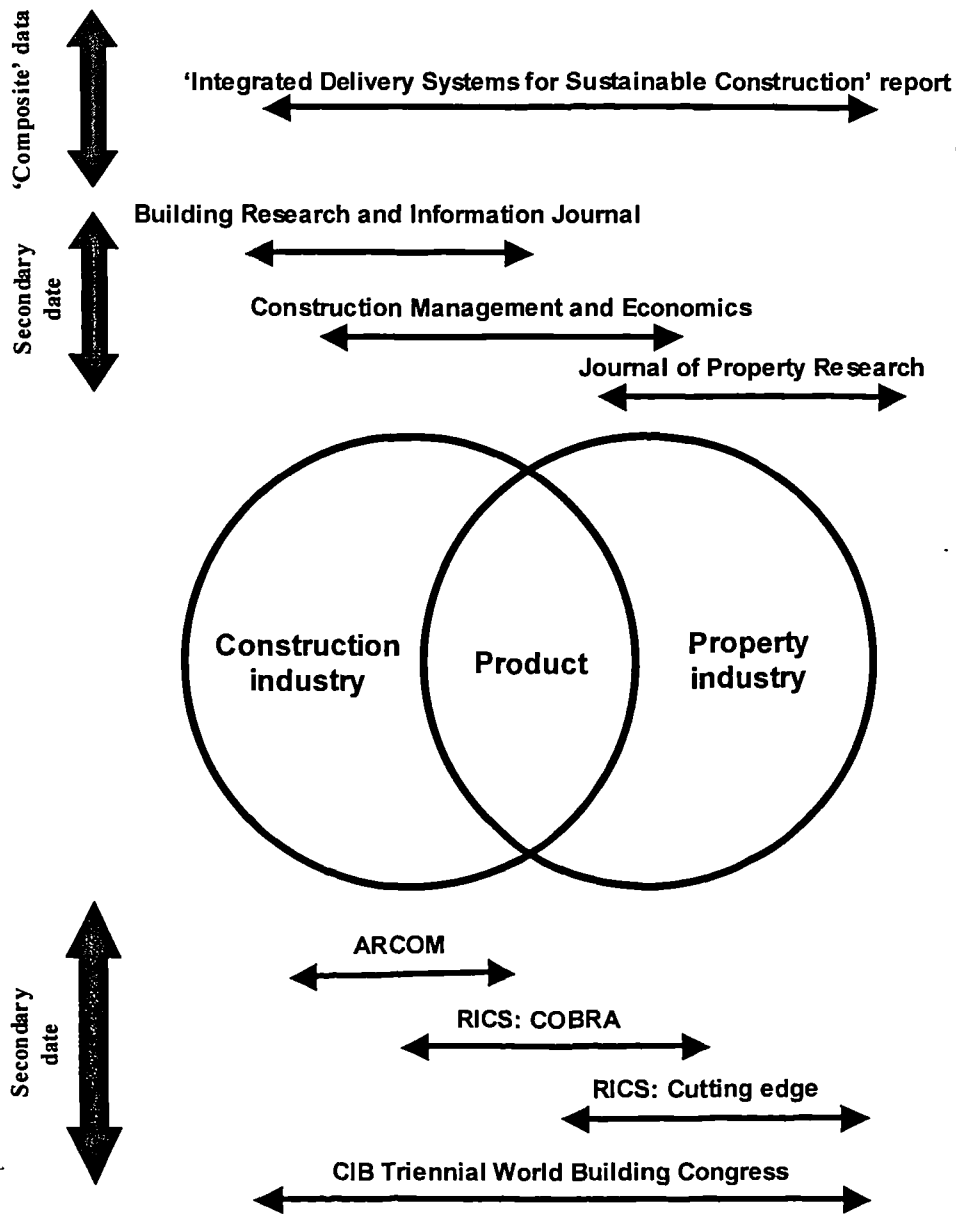 'Composite' data
'Integrated Delivery Systems for Sustainable Construction' report
Secondary
date
Building Research and Information Journal
Construction Management and Economics
Journal of Property Research
Construction
industry
Product
Property
industry
Secondary
date
ARCOM
RICS: COBRA
RICS: Cutting edge
CIB Triennial World Building Congress